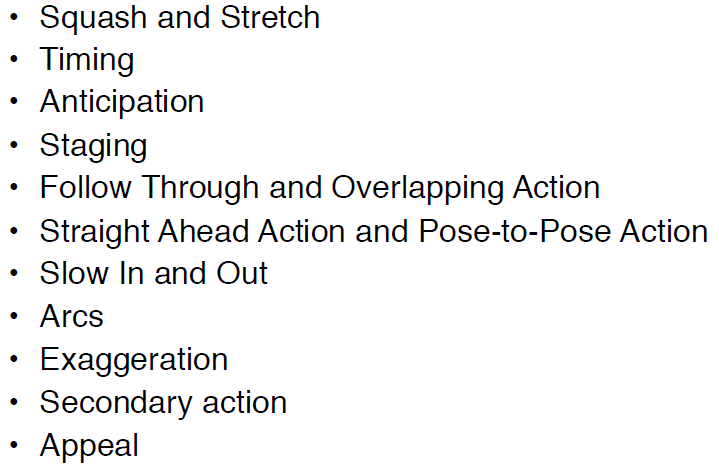 • Squash and Stretch
• Timing
• Anticipation
• Staging
• Follow Through and Overlapping Action
• Straight Ahead Action and Pose-to-Pose Action
• Slow In and Out
• Arcs
• Exaggeration
• Secondary action
• Appeal